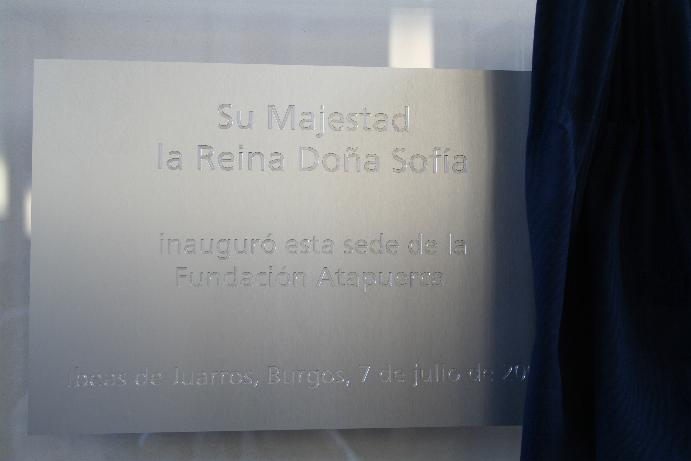 Su Majestad
la Reina Doña Sofía
inauguró esta sede de la
Fundación Atapuerca
Ibeas de Juarros, Burgos, 7 de julio de 20